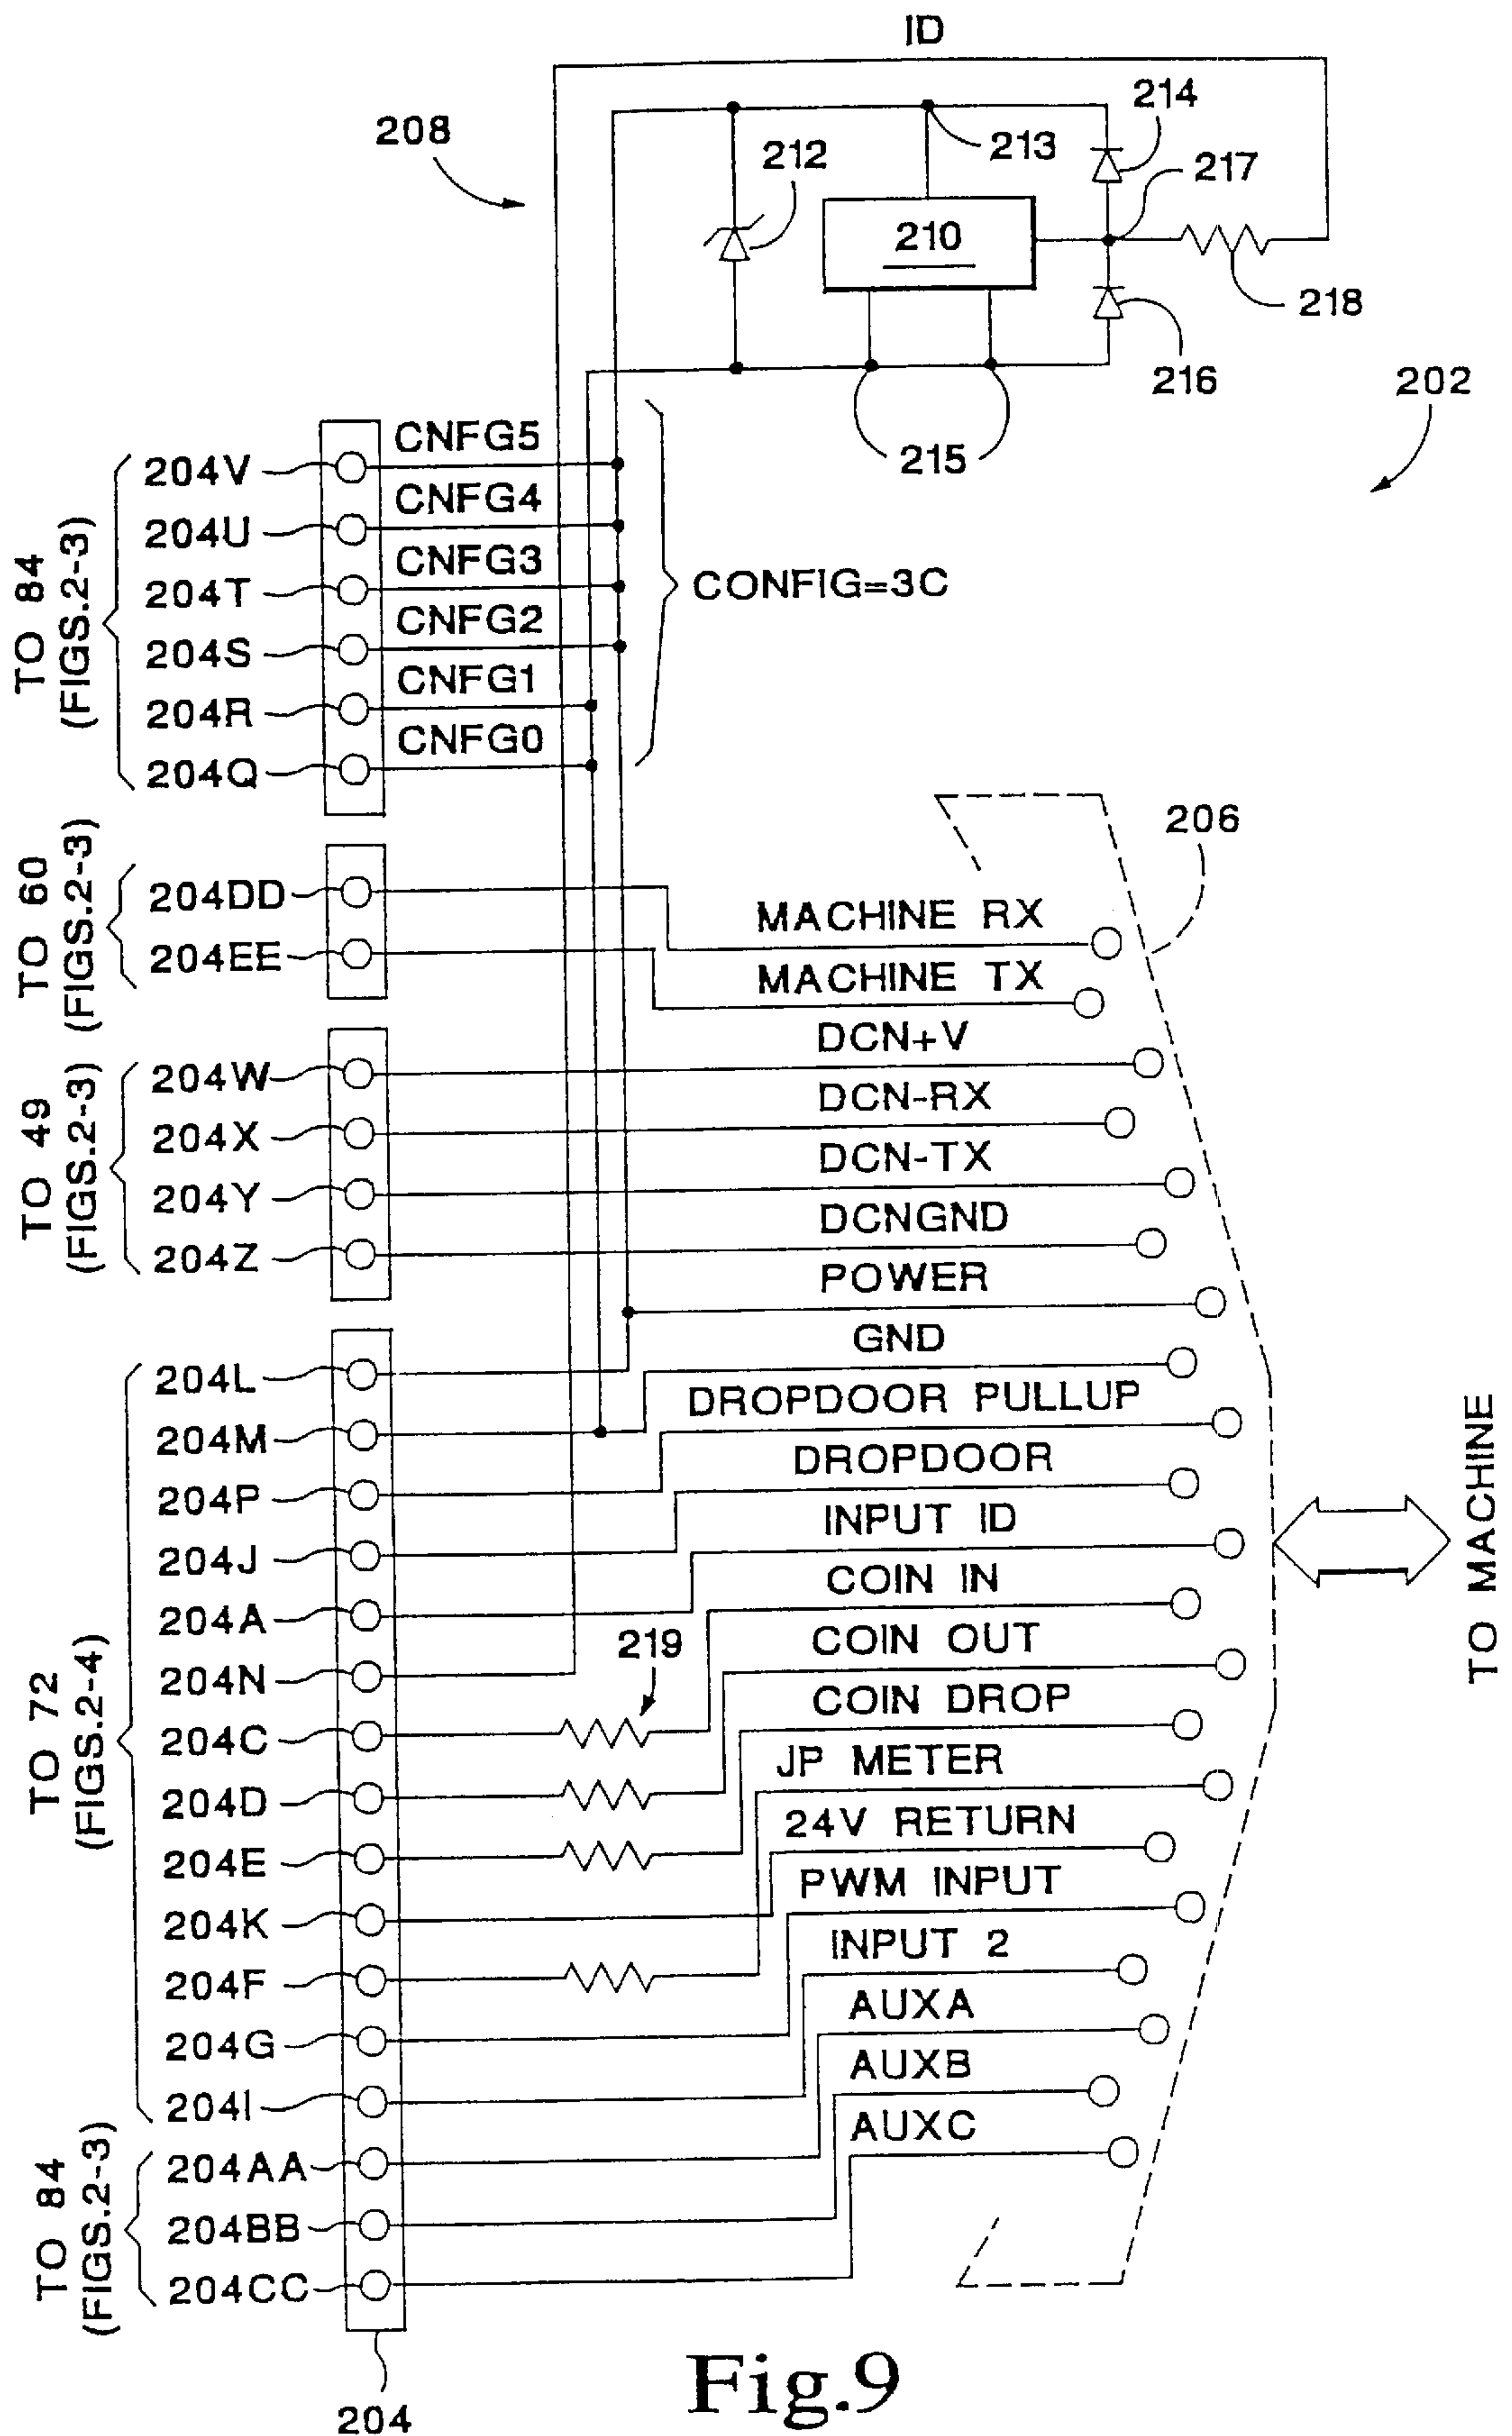 ID
208
212
213
214
217
210
218
215
216
202
TO 84
(FIGS.2-3)
204V
CNFG5
204U
CNFG4
204T
CNFG3
204S
CNFG2
204R
CNFG1
204Q
CNFG0
CONFIG=3C
206
TO 60
(FIGS.2-3)
204DD
MACHINE RX
204EE
MACHINE TX
TO 49
(FIGS.2-3)
204W
DCN+V
204X
DCN-RX
204Y
DCN-TX
204Z
DCNGND
POWER
TO 72
(FIGS.2-4)
204L
GND
204M
DROPDOOR PULLUP
204P
DROPDOOR
204J
INPUT ID
204A
COIN IN
204N
219
COIN OUT
204C
COIN DROP
204D
JP METER
204E
24V RETURN
204K
PWM INPUT
204F
INPUT 2
204G
AUXA
204I
AUXB
TO 84
(FIGS.2-3)
204AA
AUXC
204BB
204CC
TO MACHINE
204
Fig.9